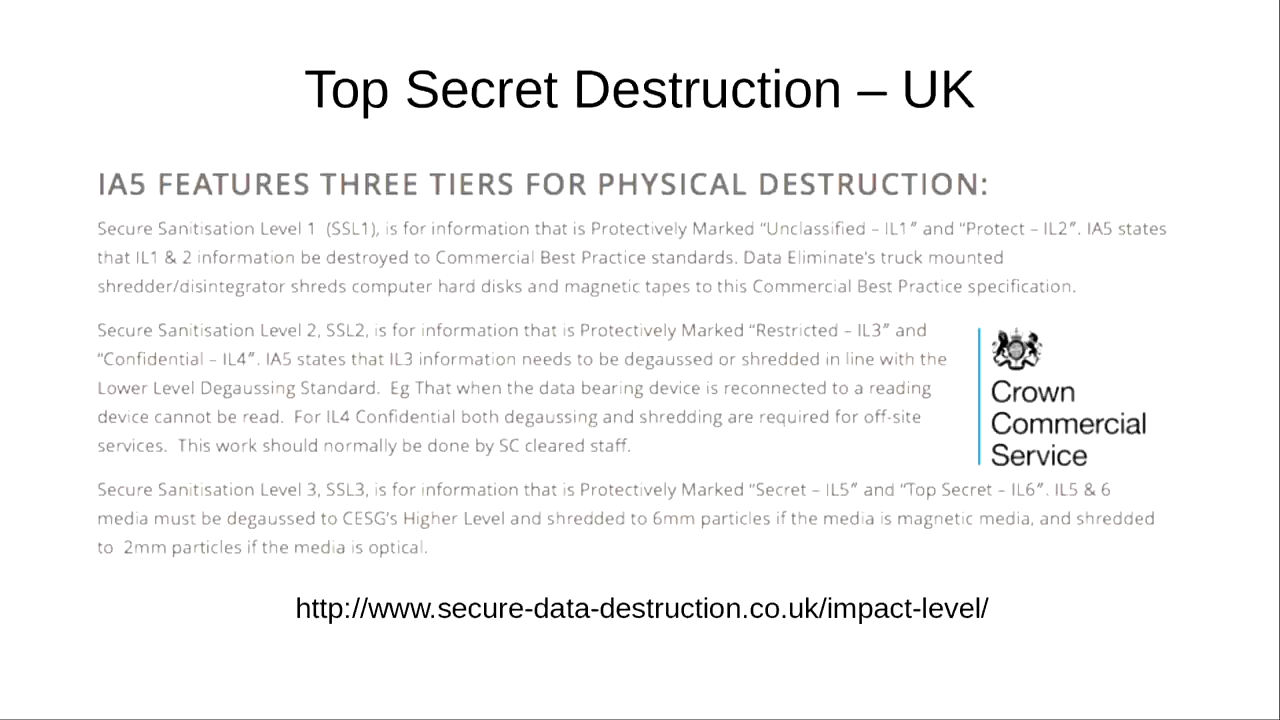 Top Secret Destruction – UK
IA5 FEATURES THREE TIERS FOR PHYSICAL DESTRUCTION:
Secure Sanitisation Level 1  (SSL1), is for information that is Protectively Marked “Unclassified – IL1” and “Protect – IL2”. IA5 states
that IL1 & 2 information be destroyed to Commercial Best Practice standards. Data Eliminate's truck mounted
shredder/disintegrator shreds computer hard disks and magnetic tapes to this Commercial Best Practice specification.
Secure Sanitisation Level 2, SSL2, is for information that is Protectively Marked “Restricted – IL3” and
“Confidential – IL4”. IA5 states that IL3 information needs to be degaussed or shredded in line with the
Lower Level Degaussing Standard.  Eg That when the data bearing device is reconnected to a reading
device cannot be read.  For IL4 Confidential both degaussing and shredding are required for off-site
services.  This work should normally be done by SC cleared staff.
Crown
Commercial
Service
Secure Sanitisation Level 3, SSL3, is for information that is Protectively Marked “Secret – IL5” and “Top Secret – IL6”. IL5 & 6
media must be degaussed to CESG's Higher Level and shredded to 6mm particles if the media is magnetic media, and shredded
to  2mm particles if the media is optical.
http://www.secure-data-destruction.co.uk/impact-level/